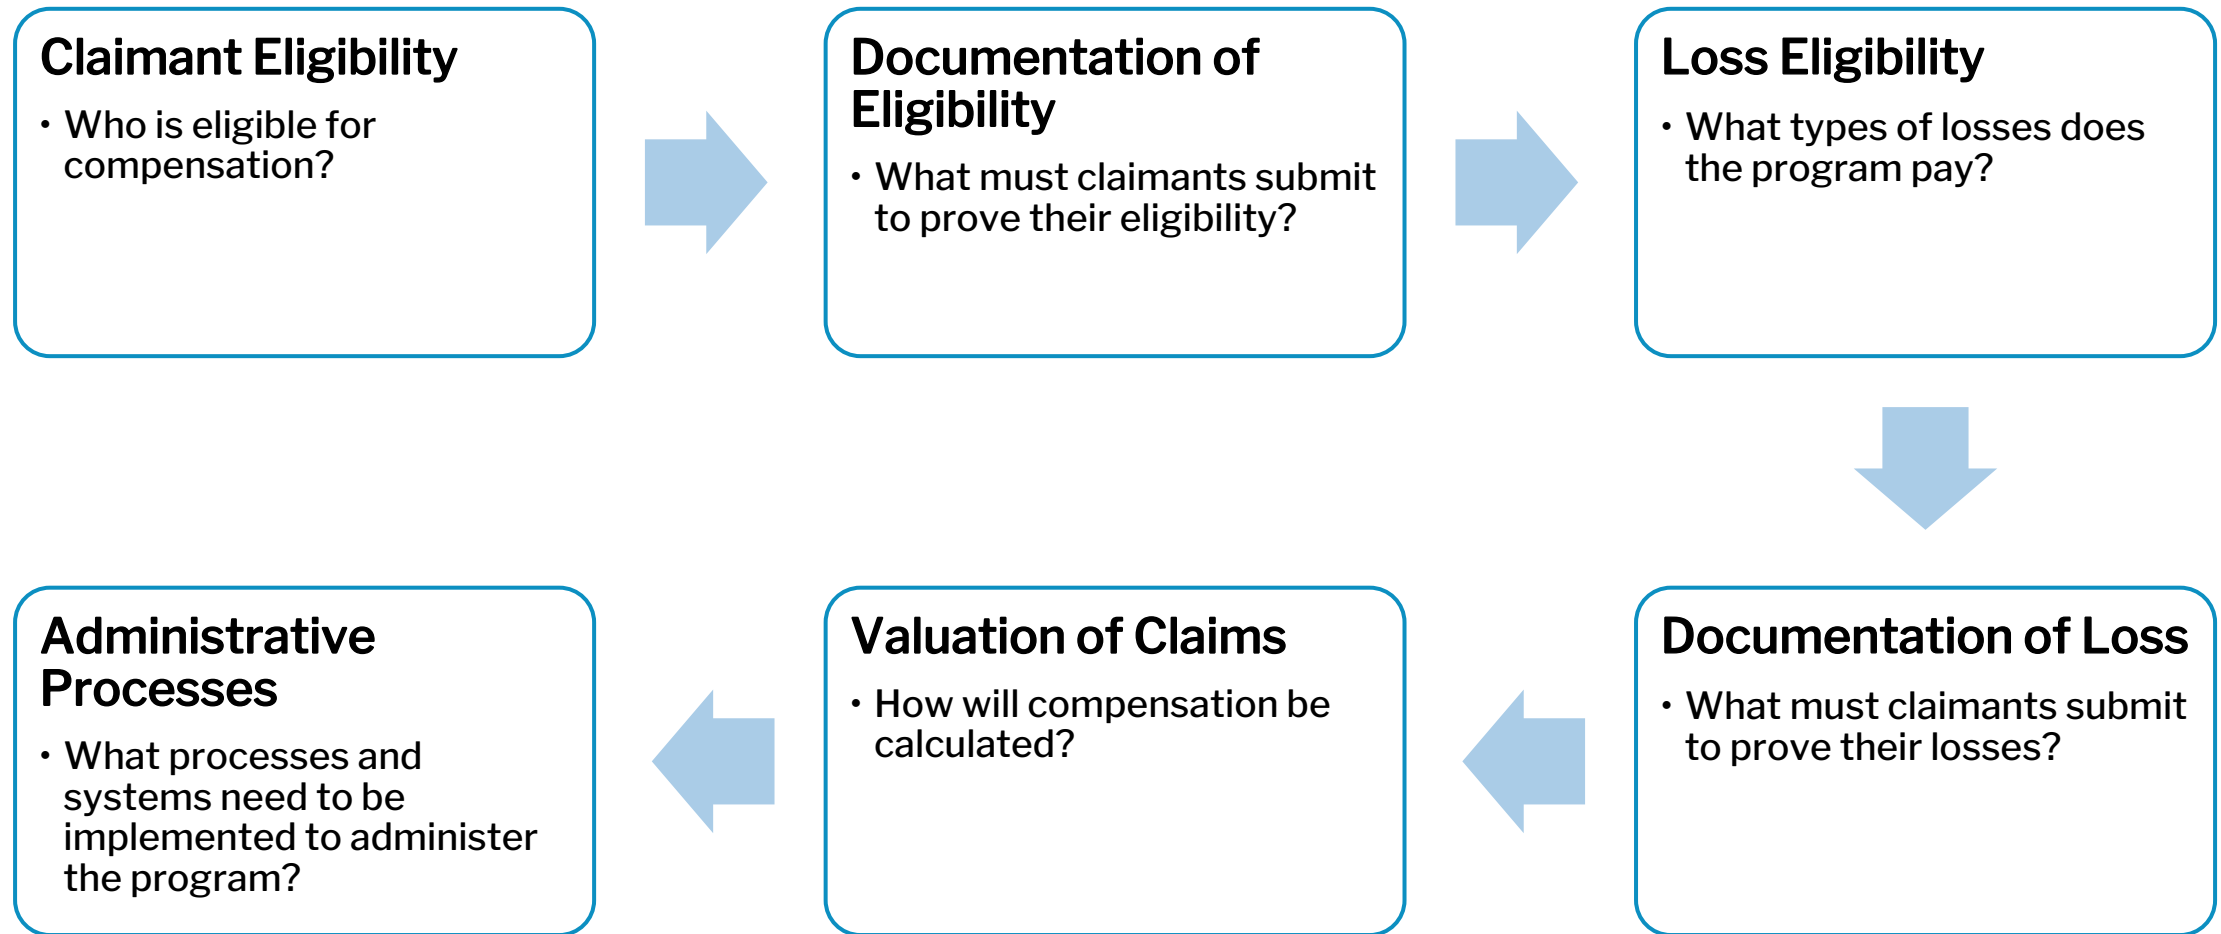 Claimant Eligibility
• Who is eligible for
compensation?
Documentation of
Eligibility
• What must claimants submit
to prove their eligibility?
Loss Eligibility
• What types of losses does
the program pay?
Documentation of Loss
• What must claimants submit
to prove their losses?
Valuation of Claims
• How will compensation be
calculated?
Administrative
Processes
• What processes and
systems need to be
implemented to administer
the program?